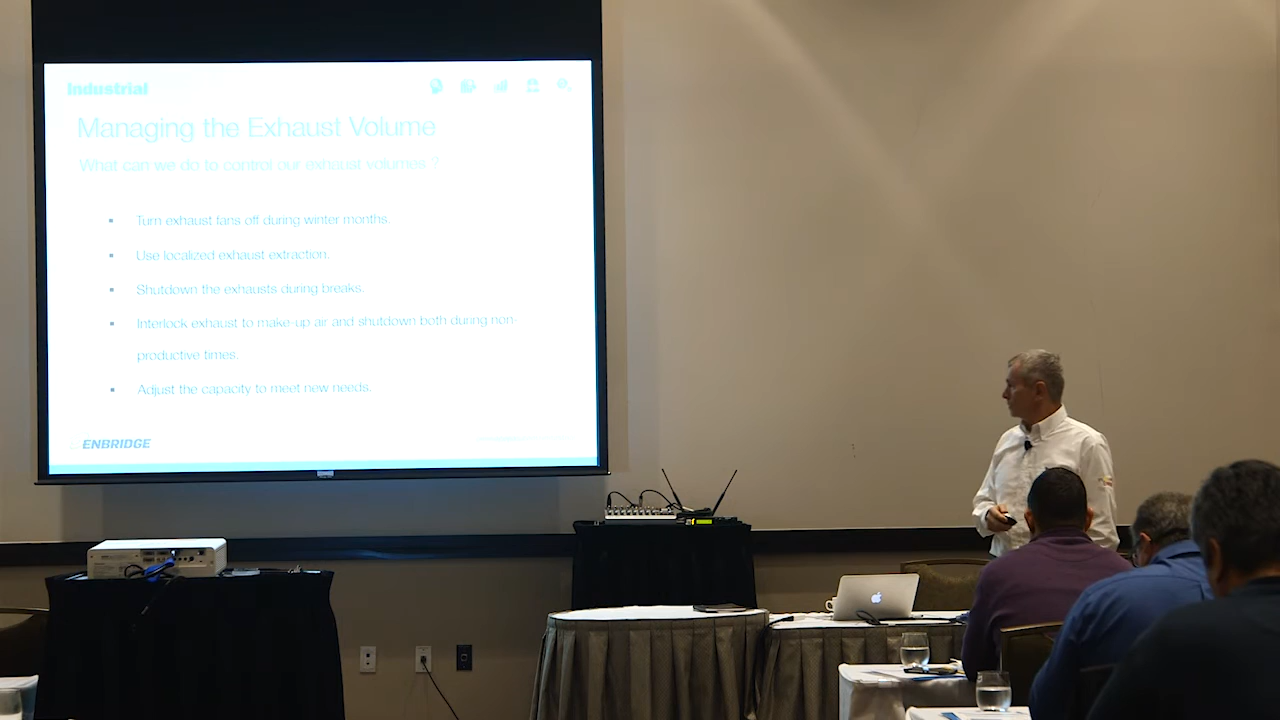 Industrial
Managing the Exhaust Volume
What can we do to control our exhaust volumes ?
▪ Turn exhaust fans off during winter months.
▪ Use localized exhaust extraction.
▪ Shutdown the exhausts during breaks.
▪ Interlock exhaust to make-up air and shutdown both during non-
productive times.
▪ Adjust the capacity to meet new needs.
ENBRIDGE